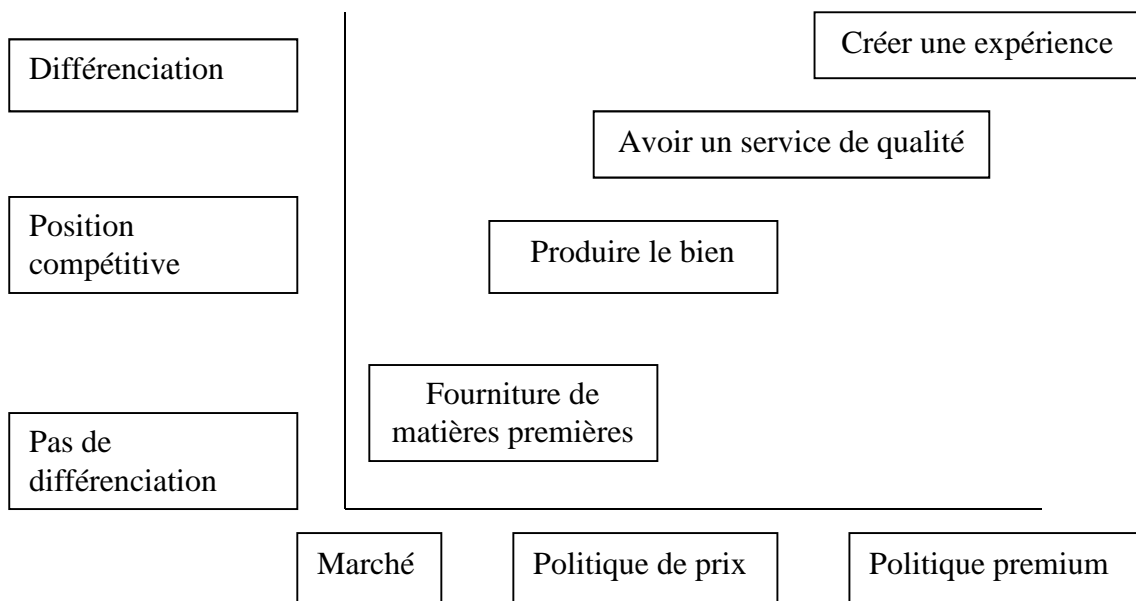 Créer une expérience
Différenciation
Avoir un service de qualité
Position
compétitive
Produire le bien
Fourniture de
matières premières
Pas de
différenciation
Marché
Politique de prix
Politique premium